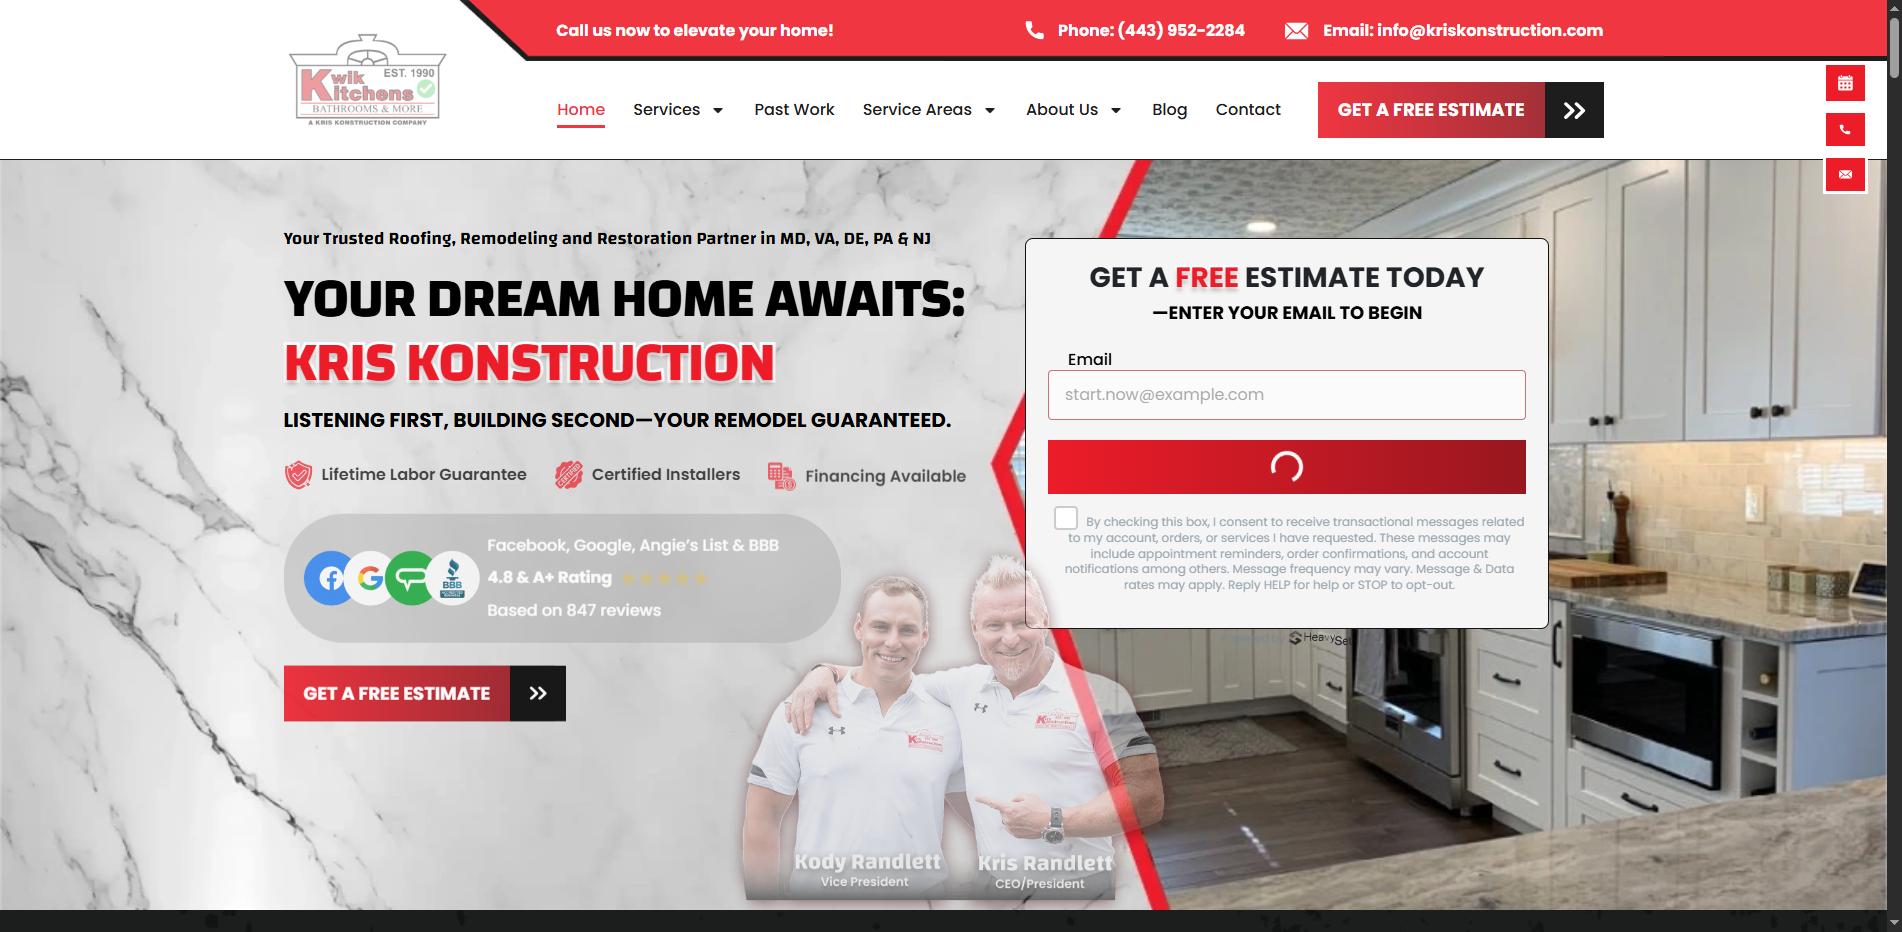 Call us now to elevate your home!
Phone: (443) 952-2284
Email: info@kriskonstruction.com
Kwik Kitchens
EST. 1990
BATHROOMS & MORE
A KRIS KONSTRUCTION COMPANY
Home
Services
Past Work
Service Areas
About Us
Blog
Contact
GET A FREE ESTIMATE
Your Trusted Roofing, Remodeling and Restoration Partner in MD, VA, DE, PA & NJ
YOUR DREAM HOME AWAITS:
KRIS KONSTRUCTION
LISTENING FIRST, BUILDING SECOND—YOUR REMODEL GUARANTEED.
Lifetime Labor Guarantee
Certified Installers
Financing Available
Facebook, Google, Angie's List & BBB
4.8 & A+ Rating
Based on 847 reviews
BBB
GET A FREE ESTIMATE
GET A FREE ESTIMATE TODAY
—ENTER YOUR EMAIL TO BEGIN
Email
start.now@example.com
By checking this box, I consent to receive transactional messages related
to my account, orders, or services I have requested. These messages may
include appointment reminders, order confirmations, and account
notifications among others. Message frequency may vary. Message & Data
rates may apply. Reply HELP for help or STOP to opt-out.
Powered by HeavySet
Kody Randlett
Vice President
Kris Randlett
CEO/President